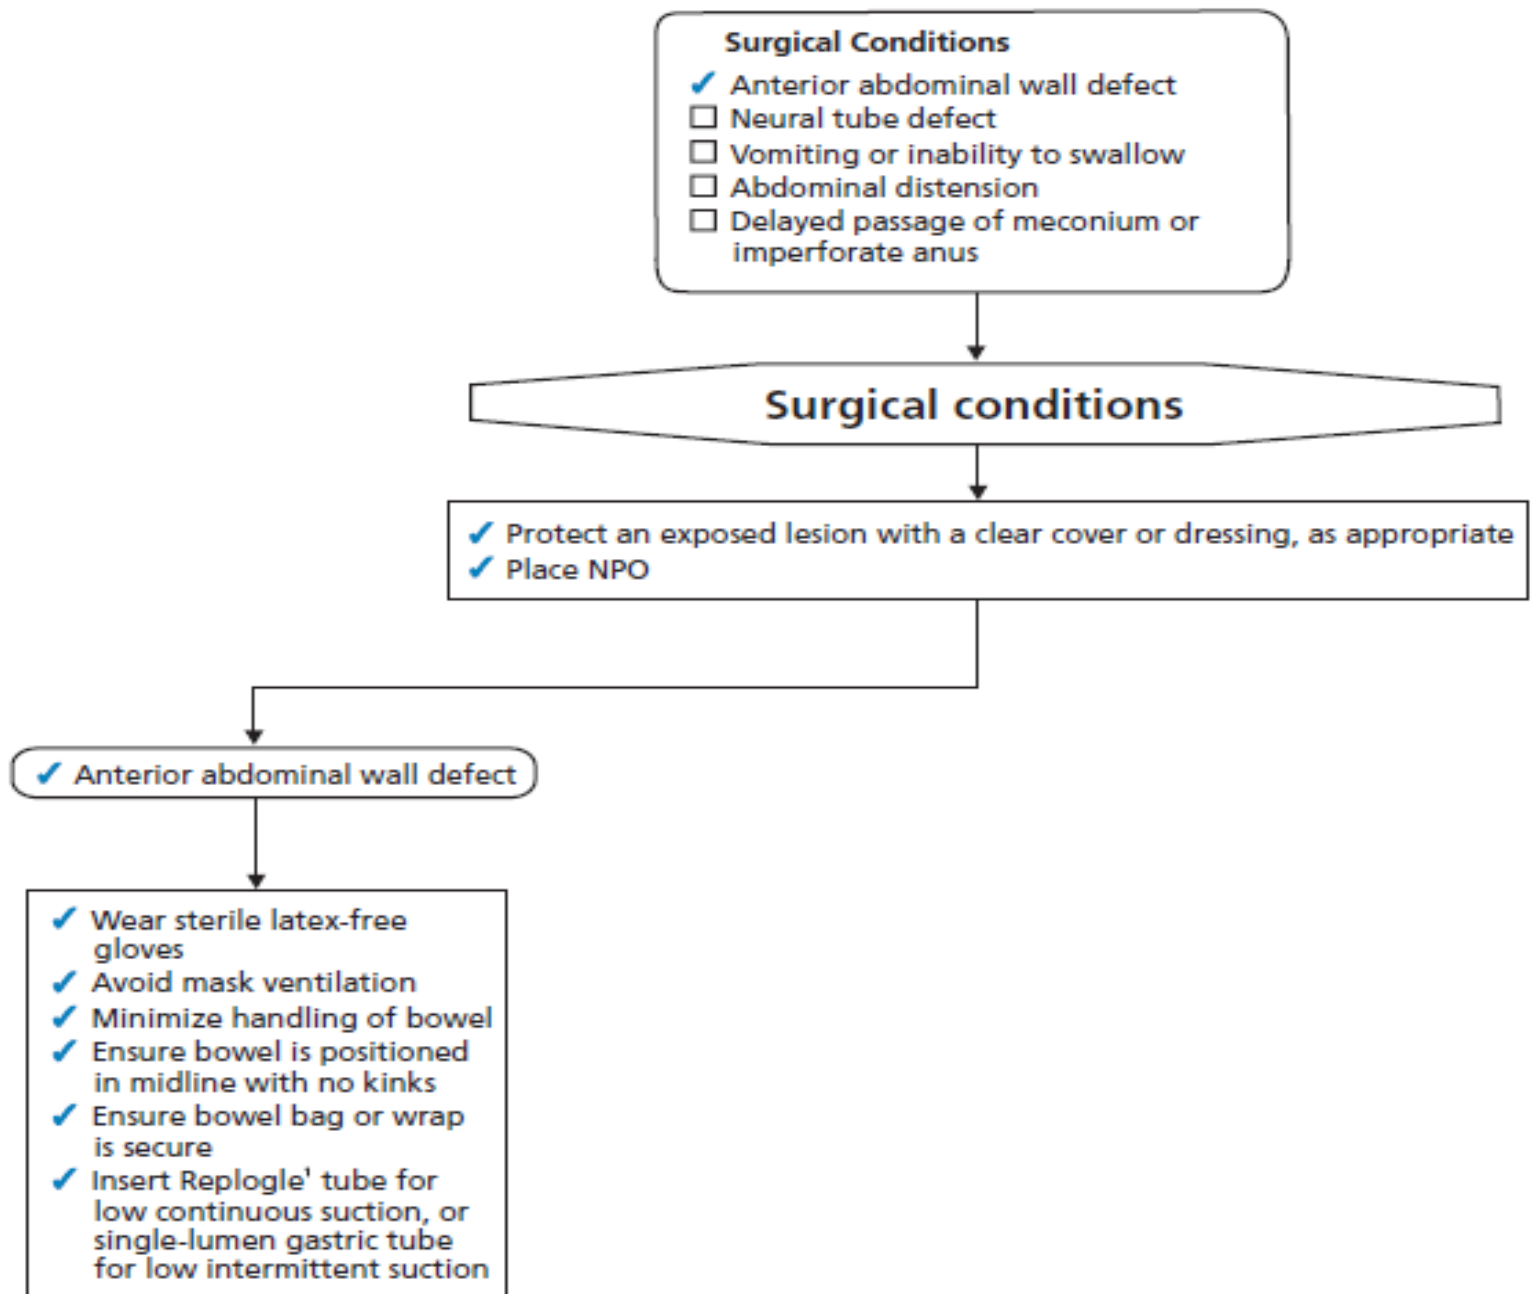 Surgical Conditions
✓ Anterior abdominal wall defect
☐ Neural tube defect
☐ Vomiting or inability to swallow
☐ Abdominal distension
☐ Delayed passage of meconium or
imperforate anus
Surgical conditions
✓ Protect an exposed lesion with a clear cover or dressing, as appropriate
✓ Place NPO
✓ Anterior abdominal wall defect
✓ Wear sterile latex-free
gloves
✓ Avoid mask ventilation
✓ Minimize handling of bowel
✓ Ensure bowel is positioned
in midline with no kinks
✓ Ensure bowel bag or wrap
is secure
✓ Insert Replogle¹ tube for
low continuous suction, or
single-lumen gastric tube
for low intermittent suction